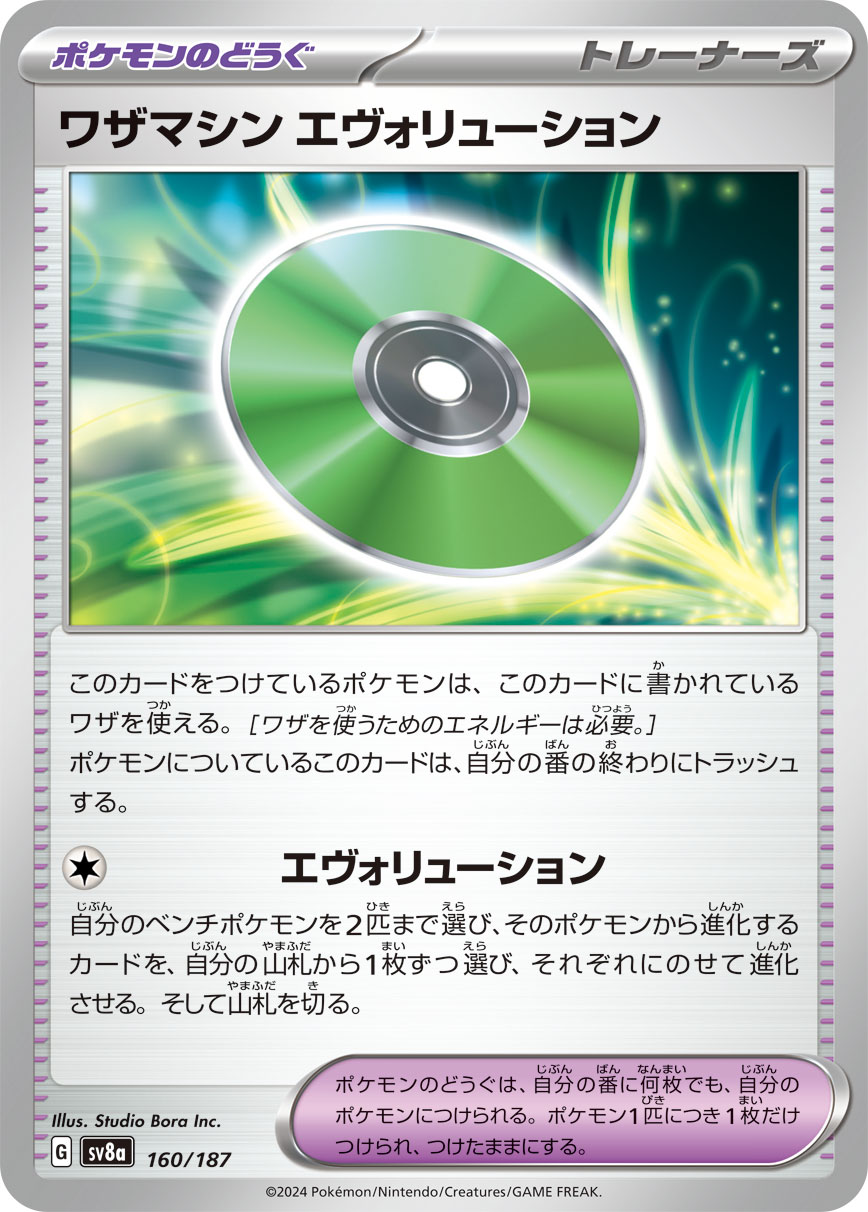 ポケモンのどうぐ
トレーナーズ
ワザマシン エヴォリューション
このカードをつけているポケモンは、このカードに書かれている
ワザを使える。[ワザを使うためのエネルギーは必要。]
ポケモンについているこのカードは、自分の番の終わりにトラッシュ
する。
エヴォリューション
自分のベンチポケモンを2匹まで選び、そのポケモンから進化する
カードを、自分の山札から1枚ずつ選び、それぞれにのせて進化
させる。そして山札を切る。
ポケモンのどうぐは、自分の番に何枚でも、自分の
ポケモンにつけられる。ポケモン1匹につき1枚だけ
つけられ、つけたままにする。
Illus. Studio Bora Inc.
G sv8a 160/187
©2024 Pokémon/Nintendo/Creatures/GAME FREAK.